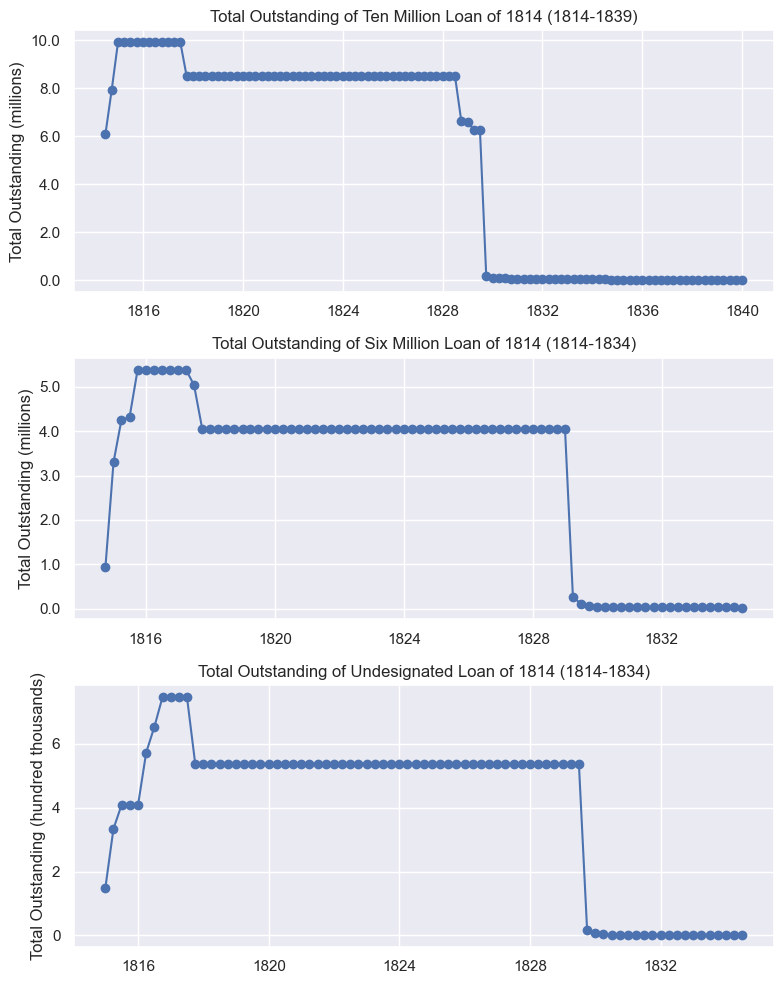 Total Outstanding of Ten Million Loan of 1814 (1814-1839)
Total Outstanding (millions)
10.0
8.0
6.0
4.0
2.0
0.0
1816 1820 1824 1828 1832 1836 1840
Total Outstanding of Six Million Loan of 1814 (1814-1834)
Total Outstanding (millions)
5.0
4.0
3.0
2.0
1.0
0.0
1816 1820 1824 1828 1832
Total Outstanding of Undesignated Loan of 1814 (1814-1834)
Total Outstanding (hundred thousands)
6
4
2
0
1816 1820 1824 1828 1832